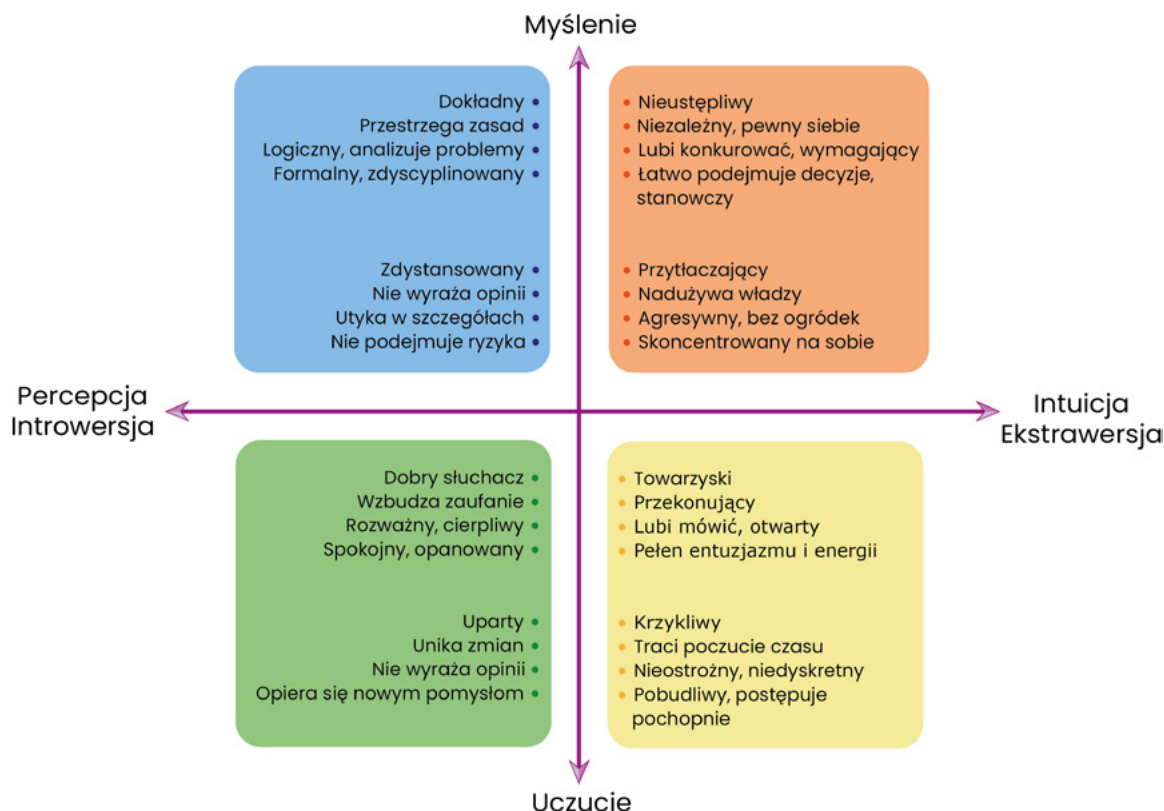 Myślenie
Dokładny
Przestrzega zasad
Logiczny, analizuje problemy
Formalny, zdyscyplinowany
Zdystansowany
Nie wyraża opinii
Utyka w szczegółach
Nie podejmuje ryzyka
Nieustępliwy
Niezależny, pewny siebie
Lubi konkurować, wymagający
Łatwo podejmuje decyzje,
stanowczy
Przytłaczający
Nadużywa władzy
Agresywny, bez ogródek
Skoncentrowany na sobie
Percepcja
Introwersja
Intuicja
Ekstrawersja
Dobry słuchacz
Wzbudza zaufanie
Rozważny, cierpliwy
Spokojny, opanowany
Uparty
Unika zmian
Nie wyraża opinii
Opiera się nowym pomysłom
Towarzyski
Przekonujący
Lubi mówić, otwarty
Pełen entuzjazmu i energii
Krzykliwy
Traci poczucie czasu
Nieostrożny, niedyskretny
Pobudliwy, postępuje
pochopnie
Uczucie